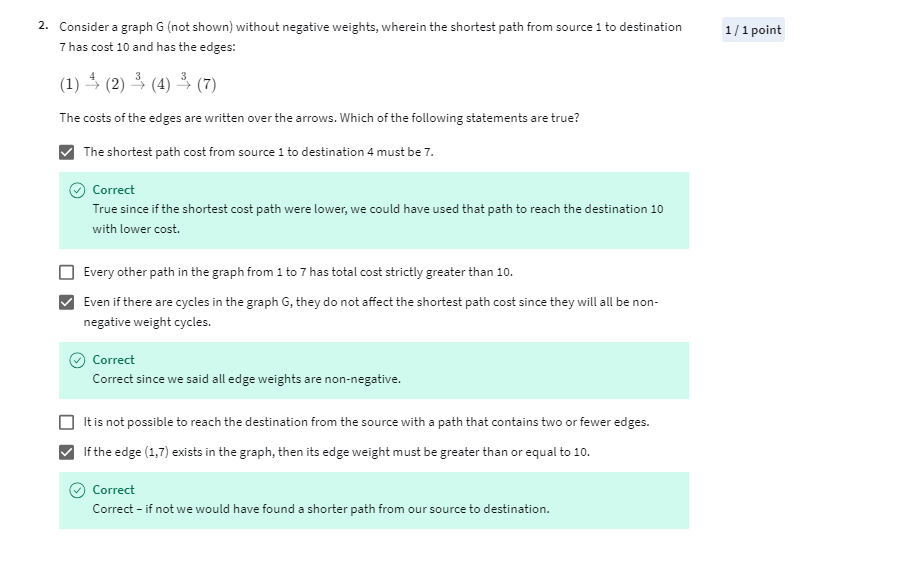 2. Consider a graph G (not shown) without negative weights, wherein the shortest path from source 1 to destination 1 / 1 point
7 has cost 10 and has the edges:
(1) →^4 (2) →^3 (4) →^3 (7)
The costs of the edges are written over the arrows. Which of the following statements are true?
The shortest path cost from source 1 to destination 4 must be 7.
Correct
True since if the shortest cost path were lower, we could have used that path to reach the destination 10
with lower cost.
Every other path in the graph from 1 to 7 has total cost strictly greater than 10.
Even if there are cycles in the graph G, they do not affect the shortest path cost since they will all be non-
negative weight cycles.
Correct
Correct since we said all edge weights are non-negative.
It is not possible to reach the destination from the source with a path that contains two or fewer edges.
If the edge (1,7) exists in the graph, then its edge weight must be greater than or equal to 10.
Correct
Correct – if not we would have found a shorter path from our source to destination.